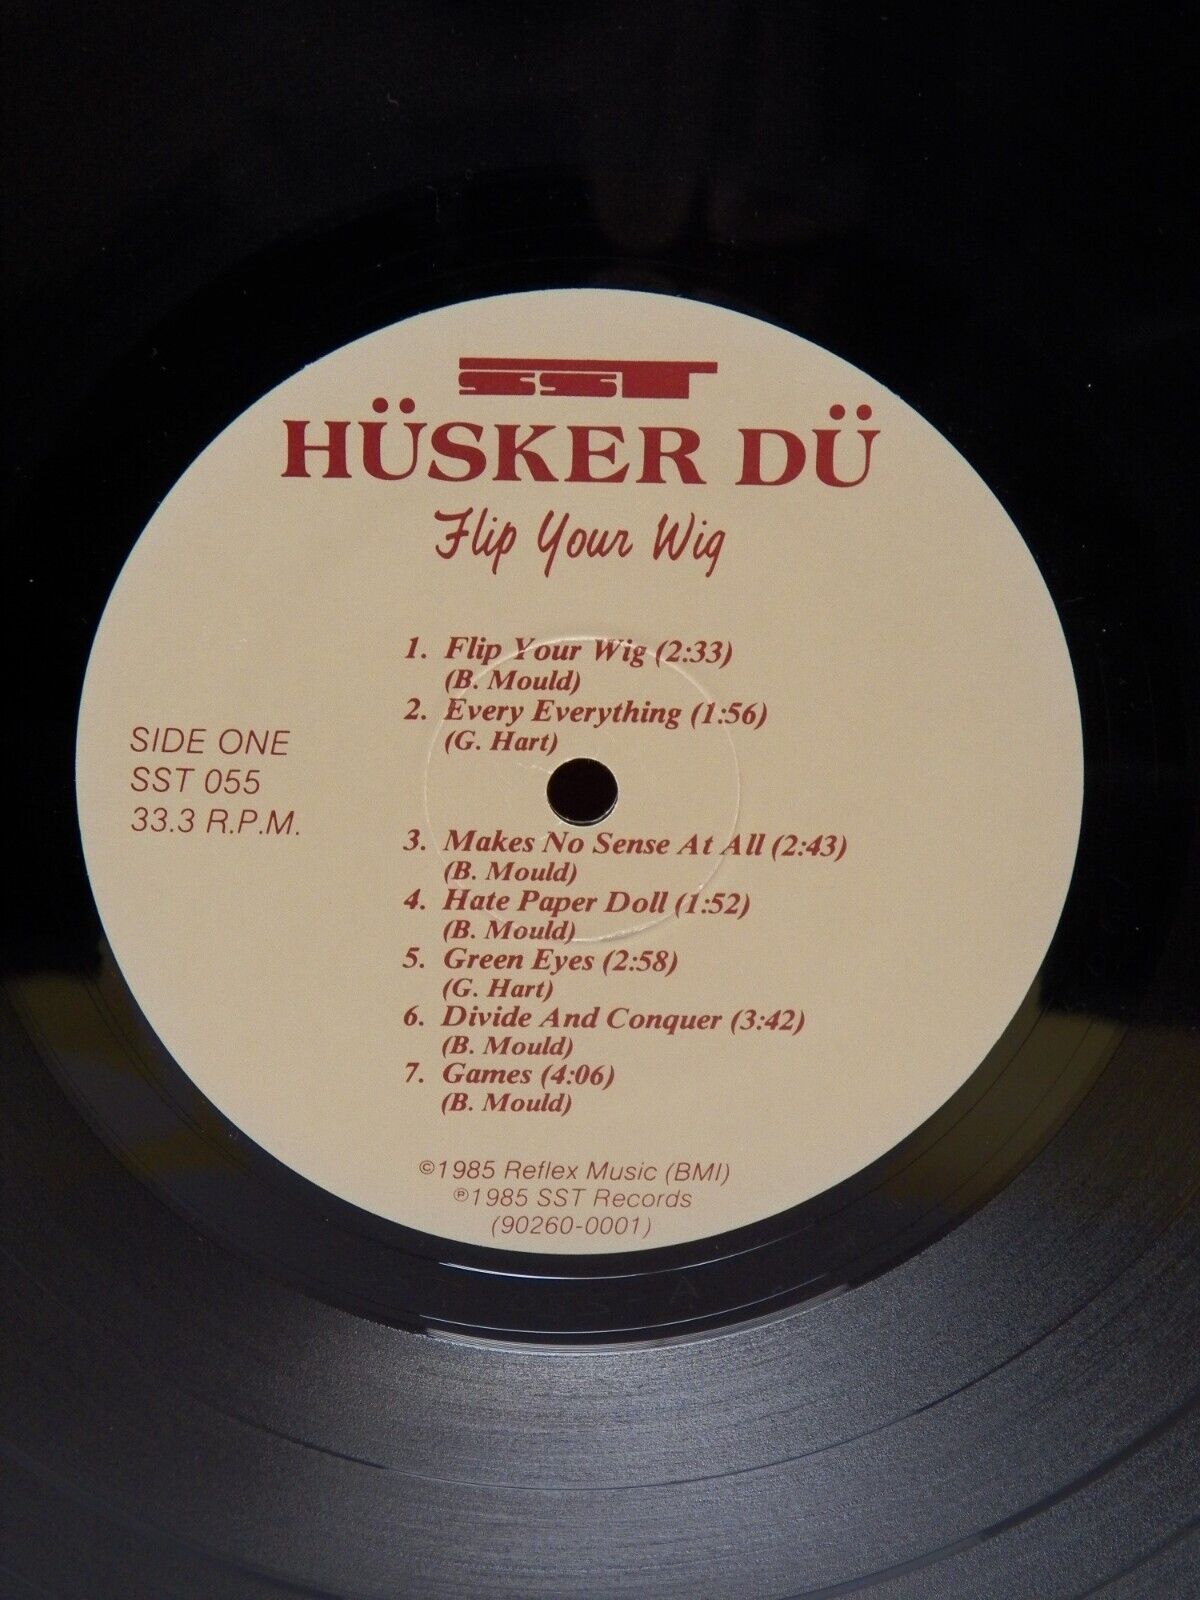 SST
HÜSKER DÜ
Flip Your Wig
1. Flip Your Wig (2:33)
(B. Mould)
2. Every Everything (1:56)
(G. Hart)
SIDE ONE
SST 055
33.3 R.P.M.
3. Makes No Sense At All (2:43)
(B. Mould)
4. Hate Paper Doll (1:52)
(B. Mould)
5. Green Eyes (2:58)
(G. Hart)
6. Divide And Conquer (3:42)
(B. Mould)
7. Games (4:06)
(B. Mould)
©1985 Reflex Music (BMI)
℗1985 SST Records
(90260-0001)